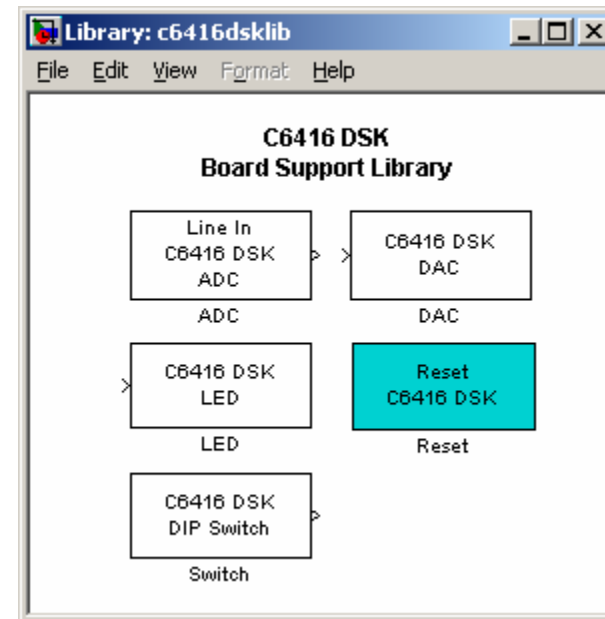 Library: c6416dsklib
File Edit View Format Help
C6416 DSK
Board Support Library
Line In
C6416 DSK
ADC
ADC
C6416 DSK
DAC
DAC
C6416 DSK
LED
LED
Reset
C6416 DSK
Reset
C6416 DSK
DIP Switch
Switch